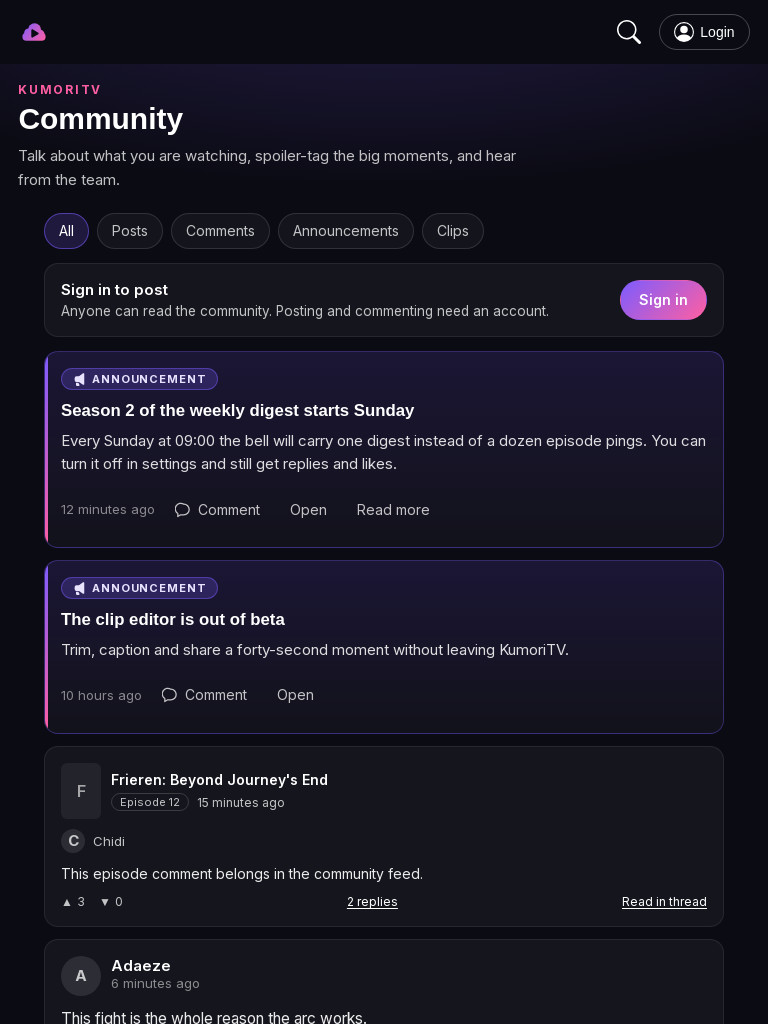 Login
KUMORITV
Community
Talk about what you are watching, spoiler-tag the big moments, and hear
from the team.
All
Posts
Comments
Announcements
Clips
Sign in to post
Anyone can read the community. Posting and commenting need an account.
Sign in
ANNOUNCEMENT
Season 2 of the weekly digest starts Sunday
Every Sunday at 09:00 the bell will carry one digest instead of a dozen episode pings. You can
turn it off in settings and still get replies and likes.
12 minutes ago Comment Open Read more
ANNOUNCEMENT
The clip editor is out of beta
Trim, caption and share a forty-second moment without leaving KumoriTV.
10 hours ago Comment Open
F
Frieren: Beyond Journey's End
Episode 12 15 minutes ago
C Chidi
This episode comment belongs in the community feed.
▲ 3 ▼ 0 2 replies Read in thread
A
Adaeze
6 minutes ago
This fight is the whole reason the arc works.